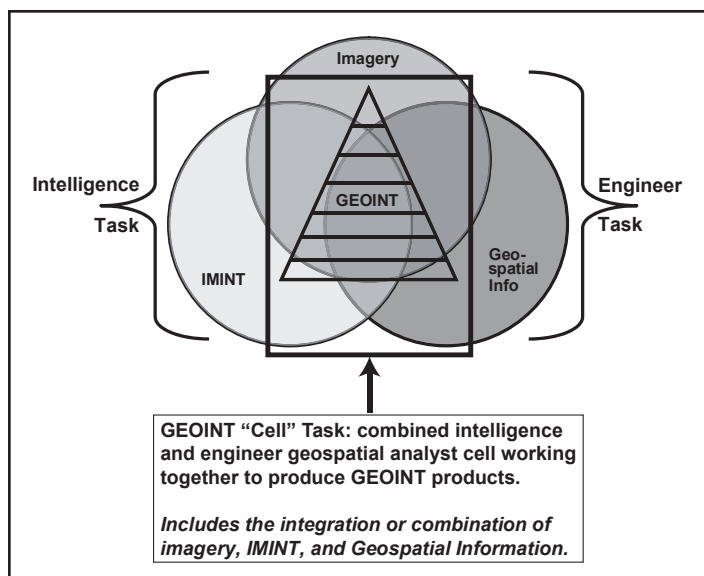 Imagery
Intelligence
Task
Engineer
Task
GEOINT
IMINT
Geo-
spatial
Info
GEOINT “Cell” Task: combined intelligence
and engineer geospatial analyst cell working
together to produce GEOINT products.
Includes the integration or combination of
imagery, IMINT, and Geospatial Information.